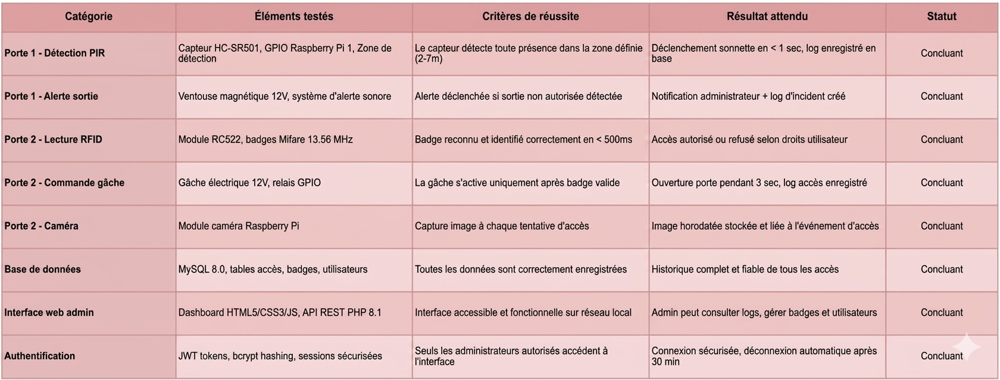 Catégorie
Éléments testés
Critères de réussite
Résultat attendu
Statut
Porte 1 - Détection PIR
Capteur HC-SR501, GPIO Raspberry Pi 1, Zone de
détection
Le capteur détecte toute présence dans la zone définie
(2-7m)
Déclenchement sonnette en < 1 sec, log enregistré en
base
Concluant
Porte 1 - Alerte sortie
Ventouse magnétique 12V, système d'alerte sonore
Alerte déclenchée si sortie non autorisée détectée
Notification administrateur + log d'incident créé
Concluant
Porte 2 - Lecture RFID
Module RC522, badges Mifare 13.56 MHz
Badge reconnu et identifié correctement en < 500ms
Accès autorisé ou refusé selon droits utilisateur
Concluant
Porte 2 - Commande gâche
Gâche électrique 12V, relais GPIO
La gâche s'active uniquement après badge valide
Ouverture porte pendant 3 sec, log accès enregistré
Concluant
Porte 2 - Caméra
Module caméra Raspberry Pi
Capture image à chaque tentative d'accès
Image horodatée stockée et liée à l'événement d'accès
Concluant
Base de données
MySQL 8.0, tables accès, badges, utilisateurs
Toutes les données sont correctement enregistrées
Historique complet et fiable de tous les accès
Concluant
Interface web admin
Dashboard HTML5/CSS3/JS, API REST PHP 8.1
Interface accessible et fonctionnelle sur réseau local
Admin peut consulter logs, gérer badges et utilisateurs
Concluant
Authentification
JWT tokens, bcrypt hashing, sessions sécurisées
Seuls les administrateurs autorisés accédent à
l'interface
Connexion sécurisée, déconnexion automatique après
30 min
Concluant